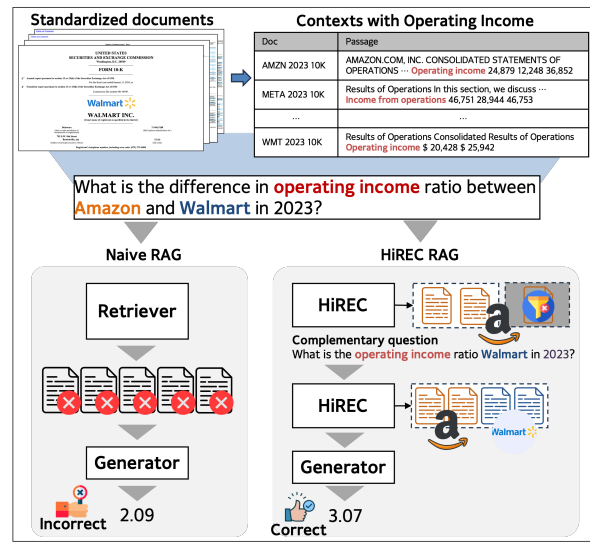 Standardized documents
Contexts with Operating Income
UNITED STATES
SECURITIES AND EXCHANGE COMMISSION
FORM 10-K
Walmart
WALMART INC.
Doc
Passage
AMZN 2023 10K
AMAZON.COM, INC. CONSOLIDATED STATEMENTS OF
OPERATIONS ··· Operating income 24,879 12,248 36,852
META 2023 10K
Results of Operations In this section, we discuss ···
Income from operations 46,751 28,944 46,753
...
...
WMT 2023 10K
Results of Operations Consolidated Results of Operations
Operating income $ 20,428 $ 25,942
What is the difference in operating income ratio between
Amazon and Walmart in 2023?
Naive RAG
Retriever
Generator
Incorrect
2.09
HiREC RAG
HiREC
a
Complementary question
What is the operating income ratio Walmart in 2023?
HiREC
a
Walmart
Generator
Correct
3.07